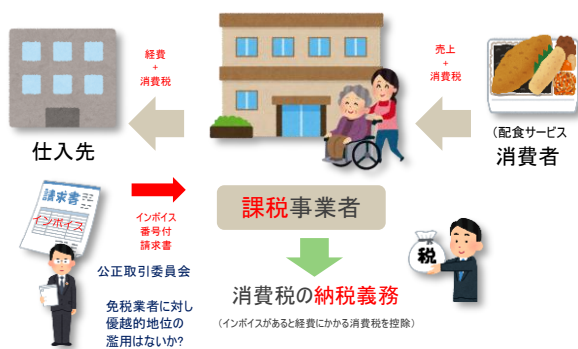 経費
+
消費税
売上
+
消費税
仕入先
(配食サービス
消費者
請求書
インボイス
インボイス
番号付
請求書
課税事業者
公正取引委員会
免税業者に対し
優越的地位の
濫用はないか?
税
消費税の納税義務
(インボイスがあると経費にかかる消費税を控除)